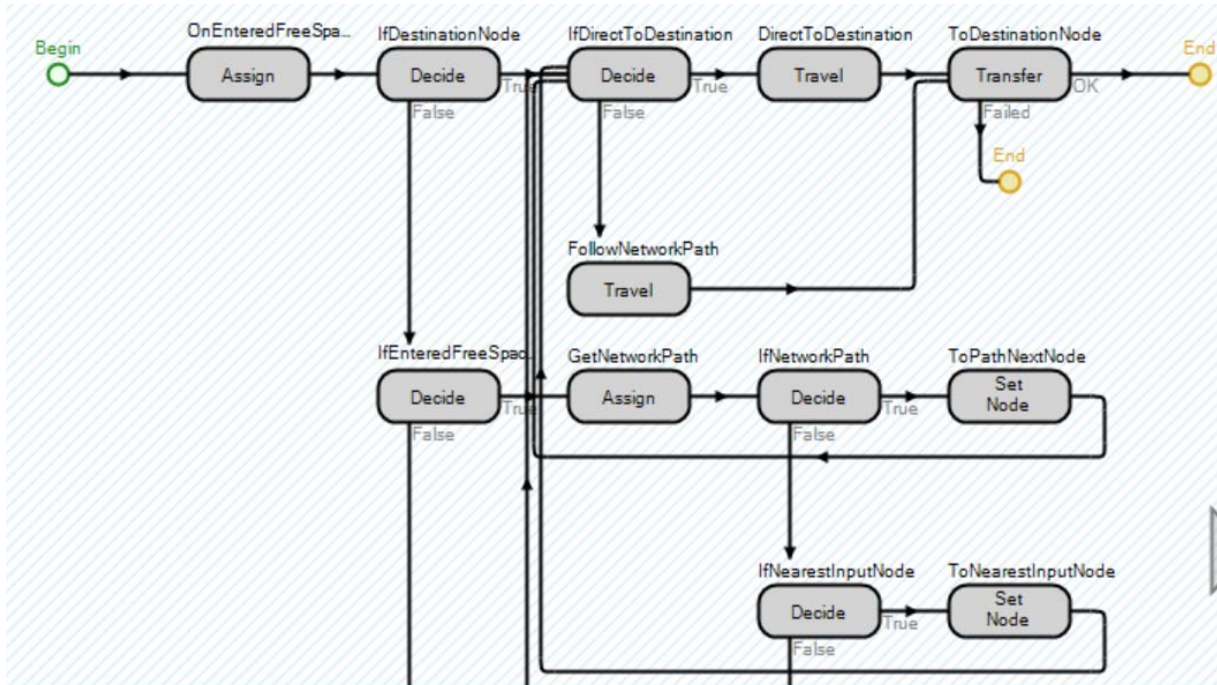 Begin
OnEnteredFreeSpa...
Assign
IfDestinationNode
Decide
True
False
IfDirectToDestination
Decide
True
False
DirectToDestination
Travel
ToDestinationNode
Transfer
OK
Failed
End
End
FollowNetworkPath
Travel
IfEnteredFreeSpac...
Decide
True
False
GetNetworkPath
Assign
IfNetworkPath
Decide
True
False
ToPathNextNode
Set
Node
IfNearestInputNode
Decide
True
False
ToNearestInputNode
Set
Node